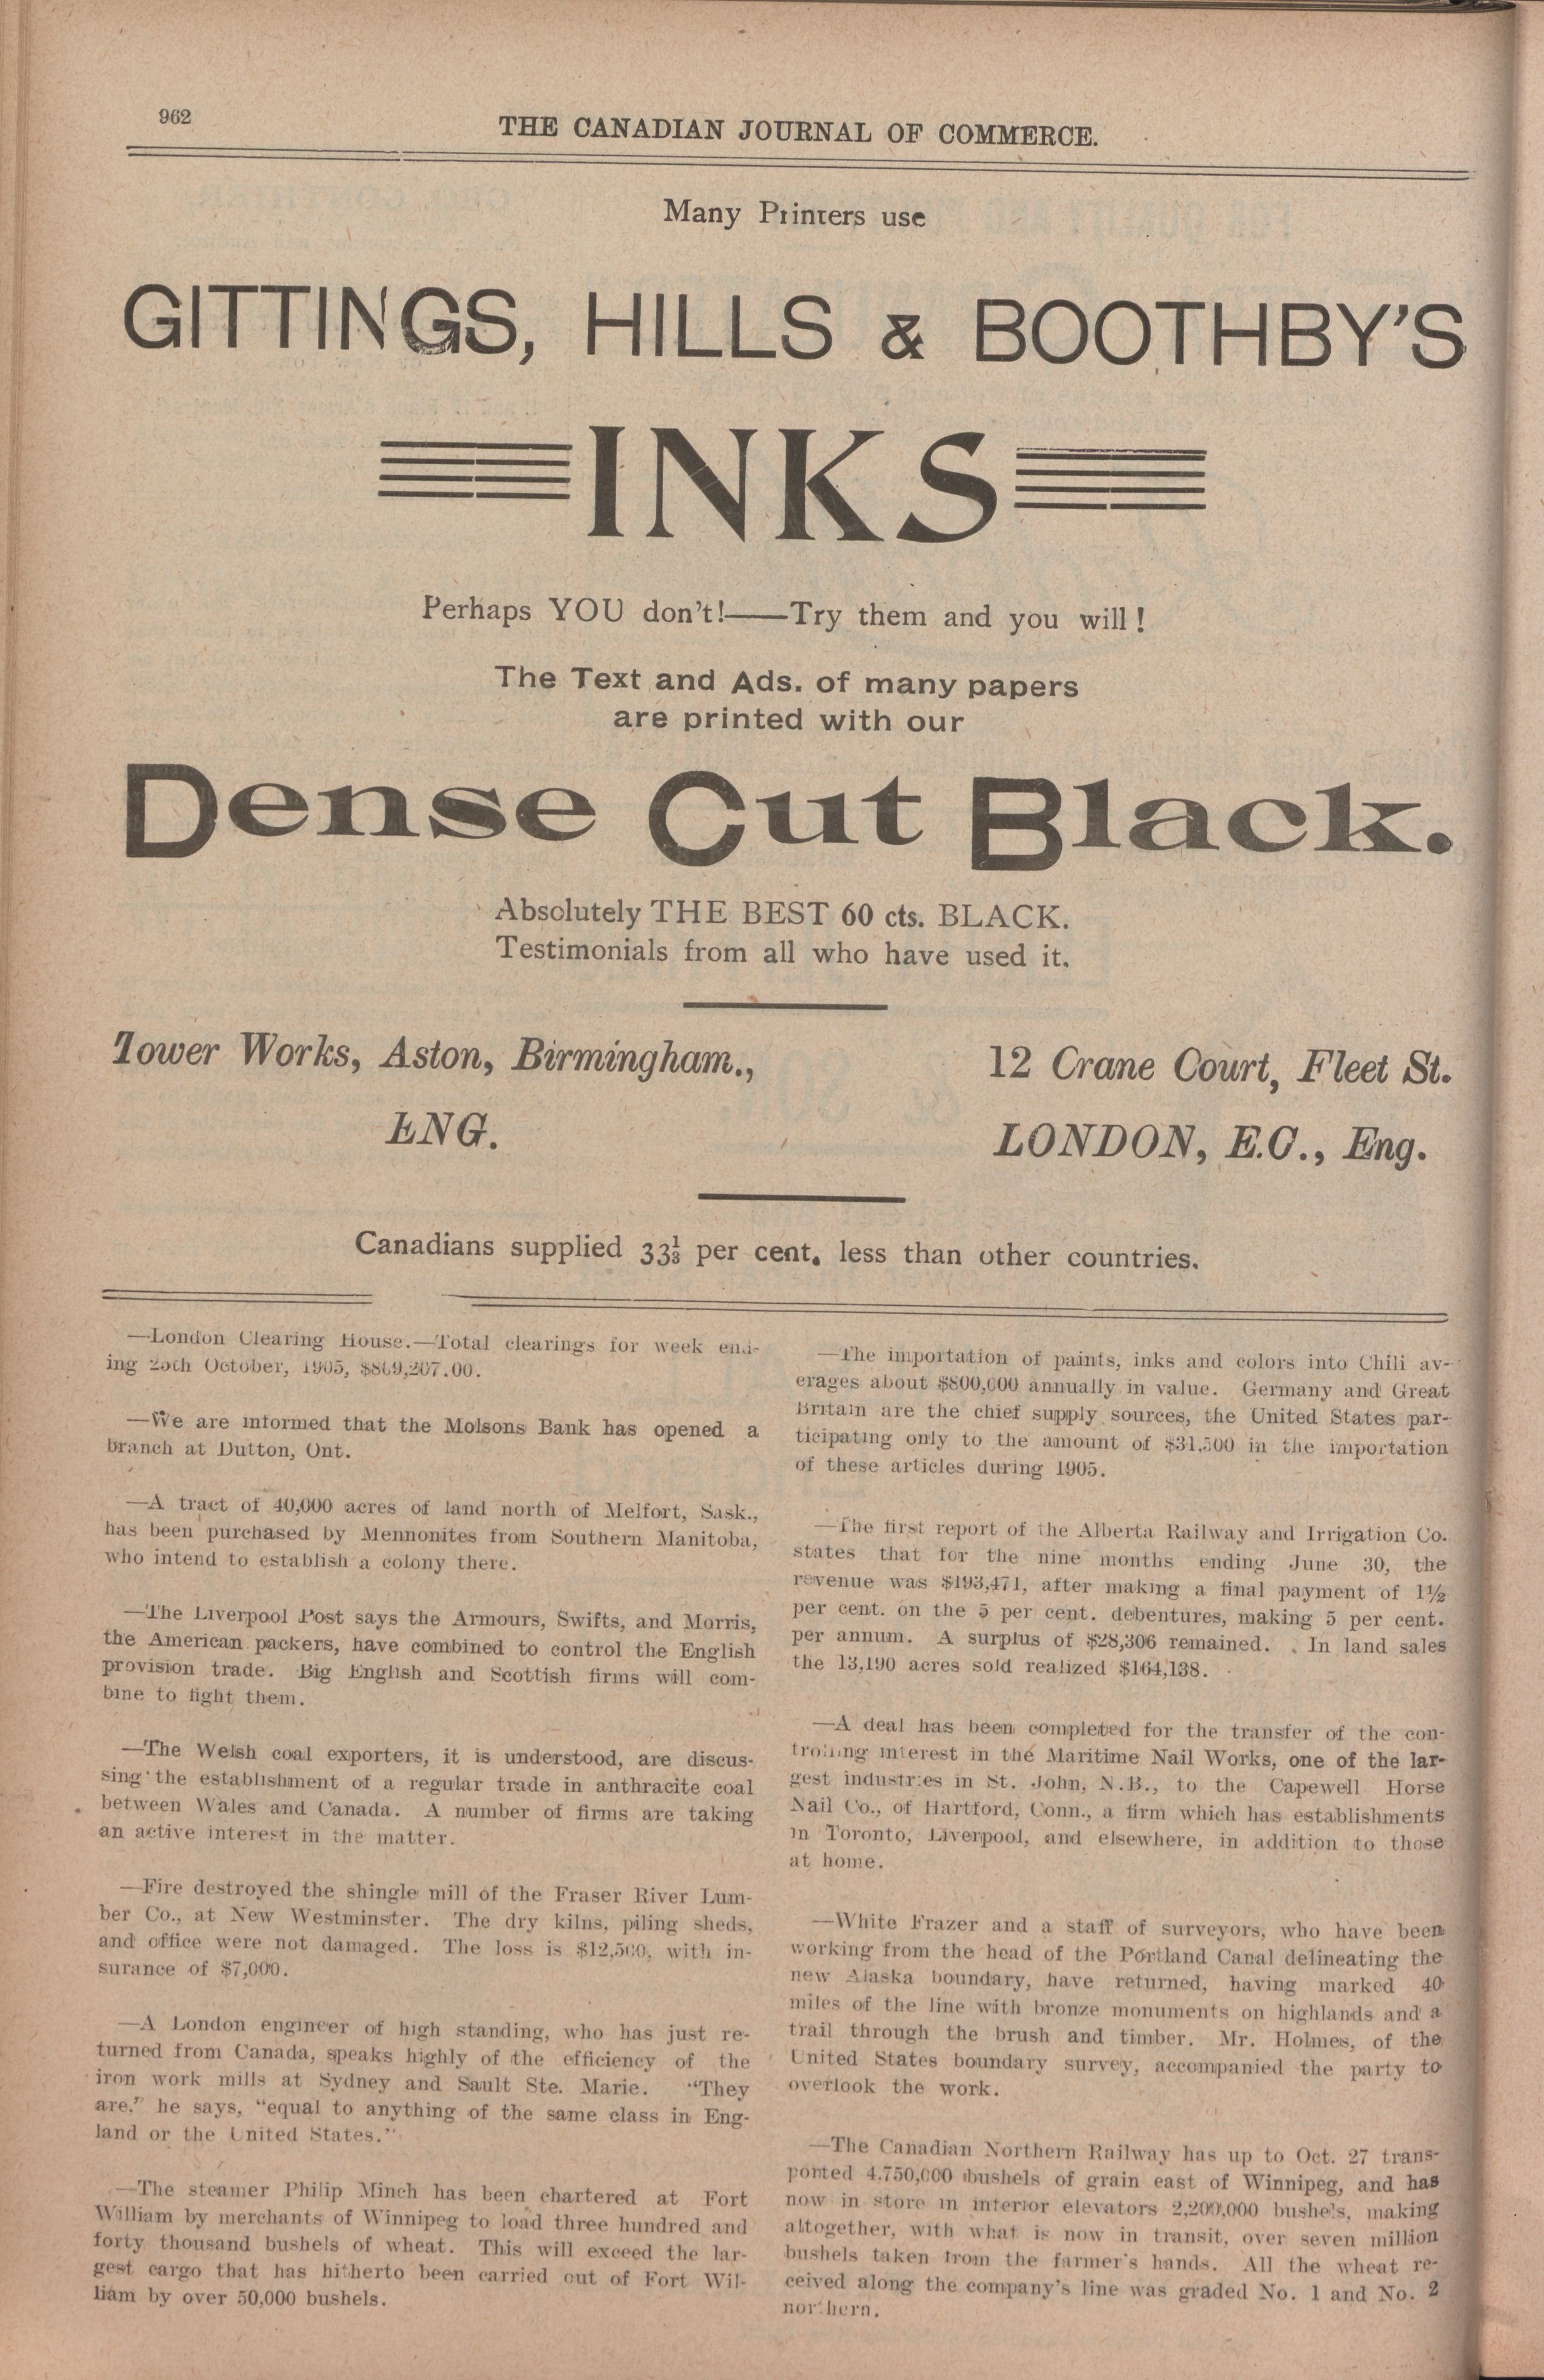 962
THE CANADIAN JOURNAL OF COMMERCE.
Many Printers use
GITTINGS, HILLS & BOOTHBY'S
INKS
Perhaps YOU don't!——Try them and you will!
The Text and Ads. of many papers
are printed with our
Dense Cut Black.
Absolutely THE BEST 60 cts. BLACK.
Testimonials from all who have used it.
Tower Works, Aston, Birmingham.,
ENG.
12 Crane Court, Fleet St.
LONDON, E.C., Eng.
Canadians supplied 33⅓ per cent. less than other countries.
—London Clearing House.—Total clearings for week end-
ing 25th October, 1905, $869,207.00.
—We are informed that the Molsons Bank has opened a
branch at Dutton, Ont.
—A tract of 40,000 acres of land north of Melfort, Sask.,
has been purchased by Mennonites from Southern Manitoba,
who intend to establish a colony there.
—The Liverpool Post says the Armours, Swifts, and Morris,
the American packers, have combined to control the English
provision trade. Big English and Scottish firms will com-
bine to fight them.
—The Welsh coal exporters, it is understood, are discus-
sing the establishment of a regular trade in anthracite coal
between Wales and Canada. A number of firms are taking
an active interest in the matter.
—Fire destroyed the shingle mill of the Fraser River Lum-
ber Co., at New Westminster. The dry kilns, piling sheds,
and office were not damaged. The loss is $12,500, with in-
surance of $7,000.
—A London engineer of high standing, who has just re-
turned from Canada, speaks highly of the efficiency of the
iron work mills at Sydney and Sault Ste. Marie. "They
are," he says, "equal to anything of the same class in Eng-
land or the United States."
—The steamer Philip Minch has been chartered at Fort
William by merchants of Winnipeg to load three hundred and
forty thousand bushels of wheat. This will exceed the lar-
gest cargo that has hitherto been carried out of Fort Wil-
liam by over 50,000 bushels.
—The importation of paints, inks and colors into Chili av-
erages about $800,000 annually in value. Germany and Great
Britain are the chief supply sources, the United States par-
ticipating only to the amount of $31,500 in the importation
of these articles during 1905.
—The first report of the Alberta Railway and Irrigation Co.
states that for the nine months ending June 30, the
revenue was $193,471, after making a final payment of 1½
per cent. on the 5 per cent. debentures, making 5 per cent.
per annum. A surplus of $28,306 remained. In land sales
the 13,190 acres sold realized $164,138.
—A deal has been completed for the transfer of the con-
trolling interest in the Maritime Nail Works, one of the lar-
gest industries in St. John, N.B., to the Capewell Horse
Nail Co., of Hartford, Conn., a firm which has establishments
in Toronto, Liverpool, and elsewhere, in addition to those
at home.
—White Frazer and a staff of surveyors, who have been
working from the head of the Portland Canal delineating the
new Alaska boundary, have returned, having marked 40
miles of the line with bronze monuments on highlands and a
trail through the brush and timber. Mr. Holmes, of the
United States boundary survey, accompanied the party to
overlook the work.
—The Canadian Northern Railway has up to Oct. 27 trans-
ported 4,750,000 bushels of grain east of Winnipeg, and has
now in store in interior elevators 2,200,000 bushels, making
altogether, with what is now in transit, over seven million
bushels taken from the farmer's hands. All the wheat re-
ceived along the company's line was graded No. 1 and No. 2
northern.